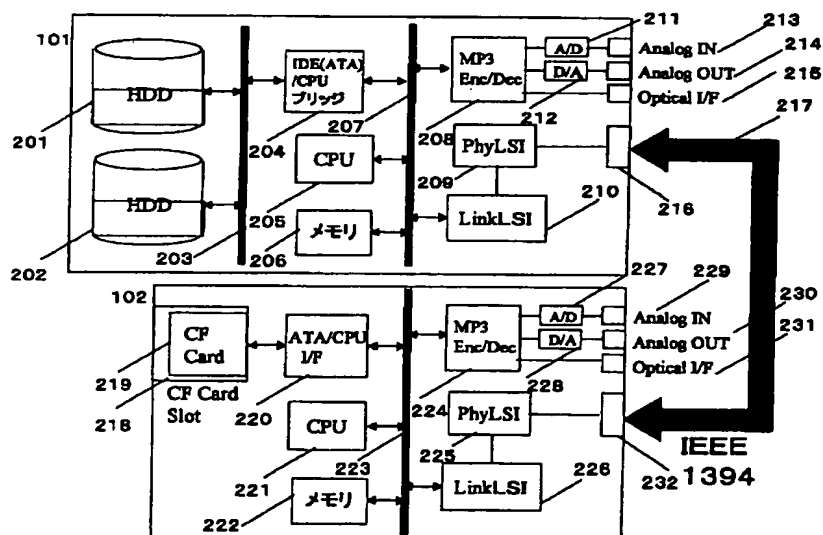 101
HDD
201
HDD
202
203
IDE(ATA)
/CPU
ブリッジ
204
CPU
205
メモリ
206
207
MP3
Enc/Dec
208
PhyLSI
209
LinkLSI
210
211
A/D
D/A
212
Analog IN
213
Analog OUT
214
Optical I/F
215
216
217
102
CF
Card
219
218
CF Card
Slot
ATA/CPU
I/F
220
CPU
221
メモリ
222
223
MP3
Enc/Dec
224
PhyLSI
225
LinkLSI
226
227
A/D
D/A
228
Analog IN
229
Analog OUT
230
Optical I/F
231
232
IEEE
1394